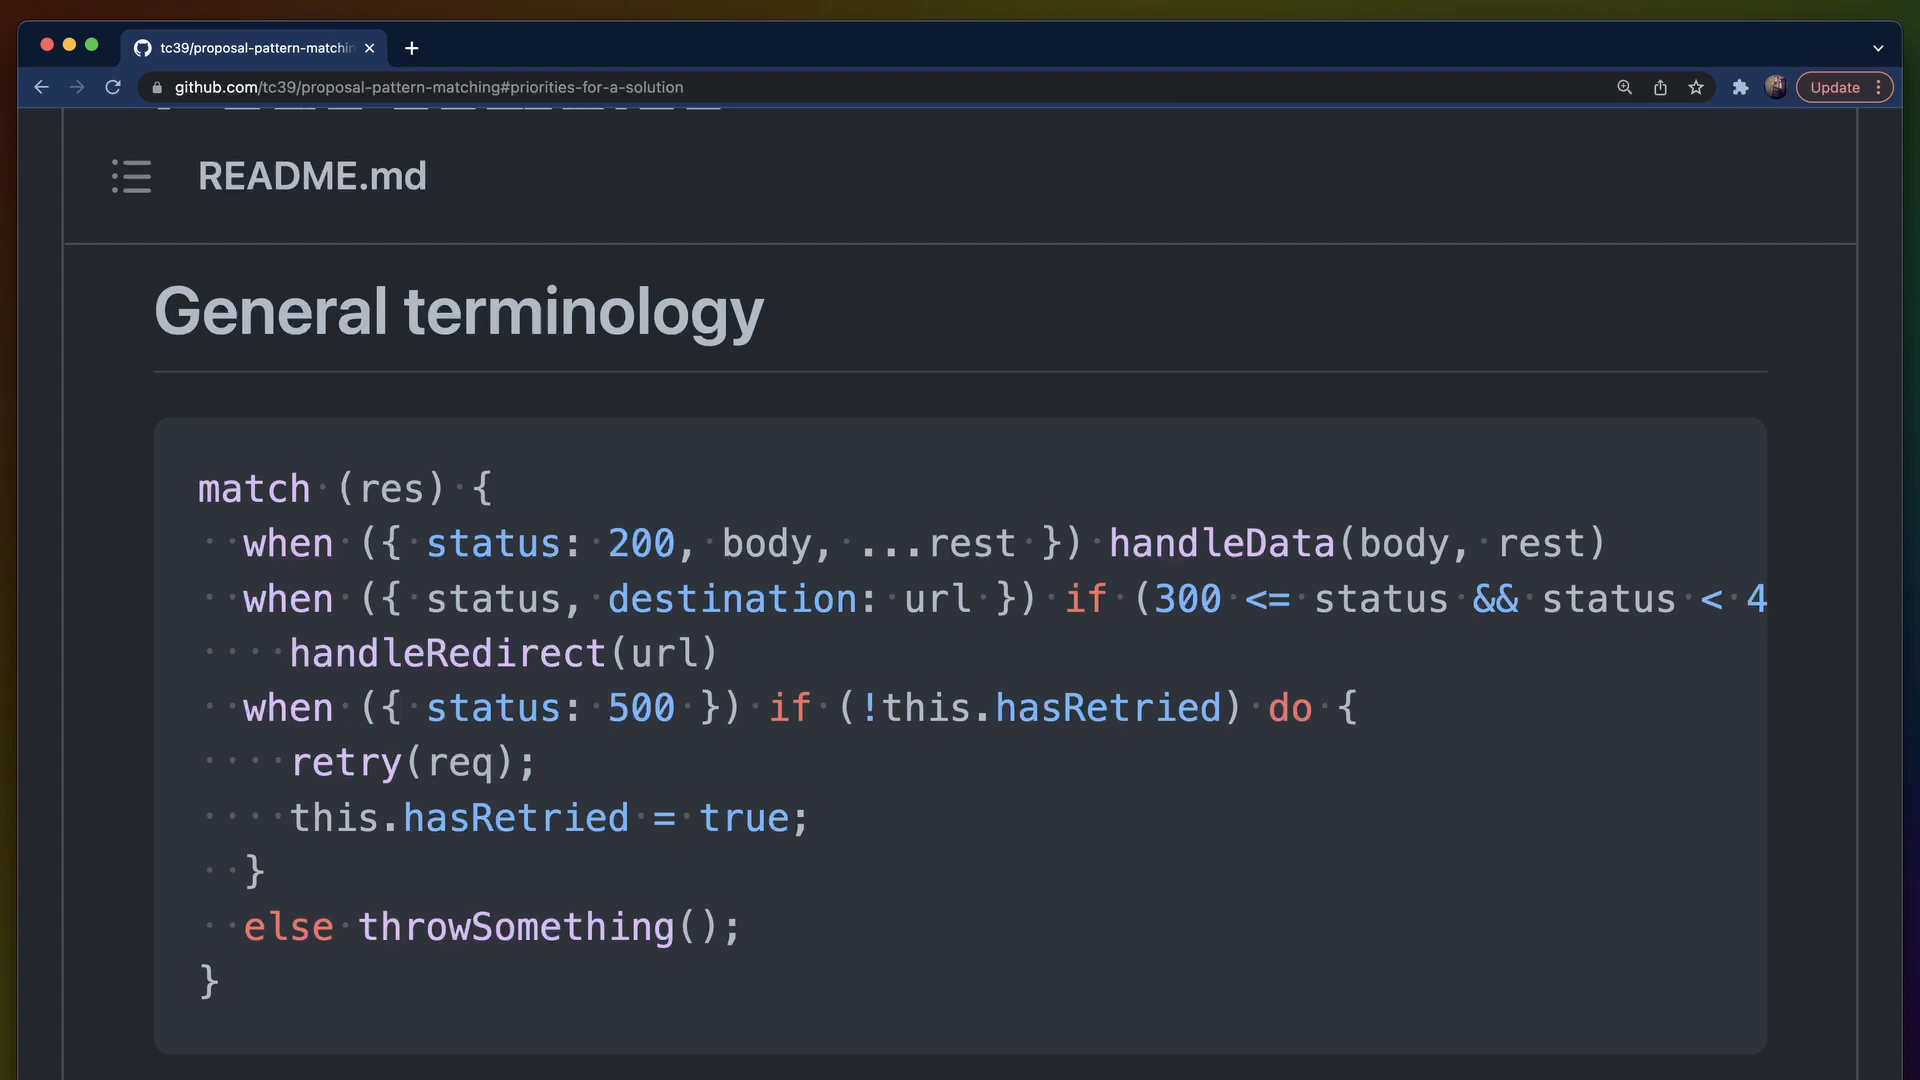 tc39/proposal-pattern-matchin
github.com/tc39/proposal-pattern-matching#priorities-for-a-solution
Update
README.md
General terminology
match (res) {
  when ({ status: 200, body, ...rest }) handleData(body, rest)
  when ({ status, destination: url }) if (300 <= status && status < 4
    handleRedirect(url)
  when ({ status: 500 }) if (!this.hasRetried) do {
    retry(req);
    this.hasRetried = true;
  }
  else throwSomething();
}